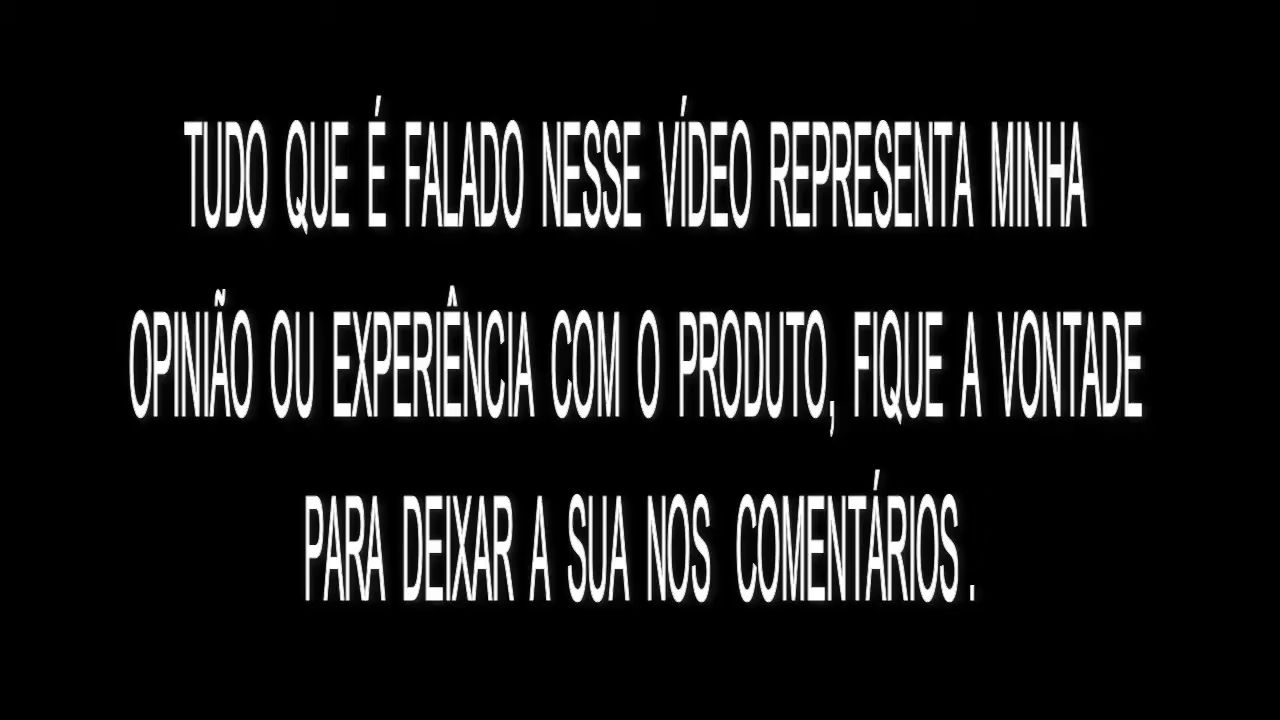 TUDO QUE É FALADO NESSE VÍDEO REPRESENTA MINHA
OPINIÃO OU EXPERIÊNCIA COM O PRODUTO, FIQUE A VONTADE
PARA DEIXAR A SUA NOS COMENTÁRIOS.